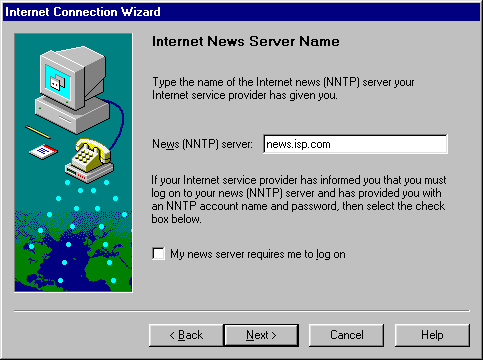 Internet Connection Wizard
Internet News Server Name
Type the name of the Internet news (NNTP) server your
Internet service provider has given you.
News (NNTP) server: news.isp.com
If your Internet service provider has informed you that you must
log on to your news (NNTP) server and has provided you with
an NNTP account name and password, then select the check
box below.
My news server requires me to log on
< Back Next > Cancel Help